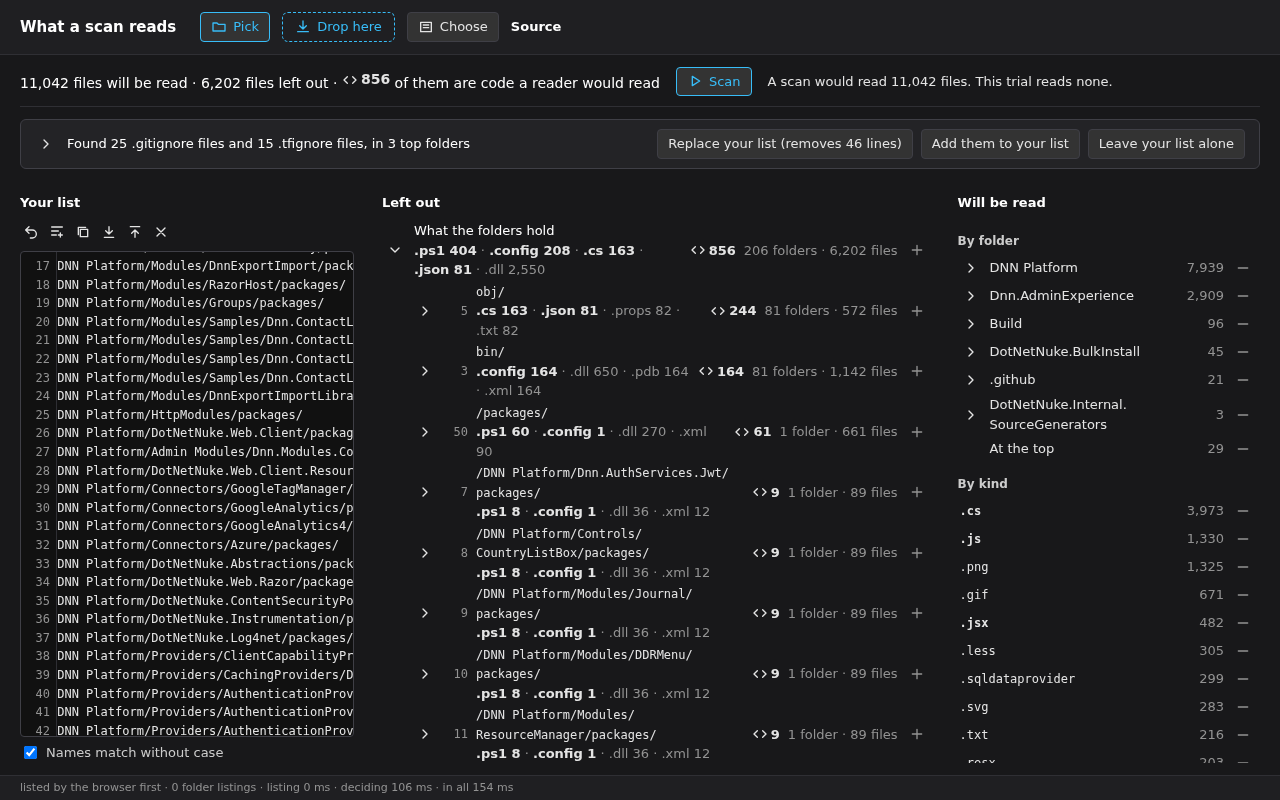 What a scan reads
Pick
Drop here
Choose
Source
11,042 files will be read · 6,202 files left out · 856 of them are code a reader would read
Scan
A scan would read 11,042 files. This trial reads none.
Found 25 .gitignore files and 15 .tfignore files, in 3 top folders
Replace your list (removes 46 lines)
Add them to your list
Leave your list alone
Your list
17 DNN Platform/Modules/DnnExportImport/pack
18 DNN Platform/Modules/RazorHost/packages/
19 DNN Platform/Modules/Groups/packages/
20 DNN Platform/Modules/Samples/Dnn.ContactL
21 DNN Platform/Modules/Samples/Dnn.ContactL
22 DNN Platform/Modules/Samples/Dnn.ContactL
23 DNN Platform/Modules/Samples/Dnn.ContactL
24 DNN Platform/Modules/DnnExportImportLibra
25 DNN Platform/HttpModules/packages/
26 DNN Platform/DotNetNuke.Web.Client/packag
27 DNN Platform/Admin Modules/Dnn.Modules.Co
28 DNN Platform/DotNetNuke.Web.Client.Resour
29 DNN Platform/Connectors/GoogleTagManager/
30 DNN Platform/Connectors/GoogleAnalytics/p
31 DNN Platform/Connectors/GoogleAnalytics4/
32 DNN Platform/Connectors/Azure/packages/
33 DNN Platform/DotNetNuke.Abstractions/pack
34 DNN Platform/DotNetNuke.Web.Razor/package
35 DNN Platform/DotNetNuke.ContentSecurityPo
36 DNN Platform/DotNetNuke.Instrumentation/p
37 DNN Platform/DotNetNuke.Log4net/packages/
38 DNN Platform/Providers/ClientCapabilityPr
39 DNN Platform/Providers/CachingProviders/D
40 DNN Platform/Providers/AuthenticationProv
41 DNN Platform/Providers/AuthenticationProv
42 DNN Platform/Providers/AuthenticationProv
Names match without case
Left out
What the folders hold
.ps1 404 · .config 208 · .cs 163 ·
.json 81 · .dll 2,550
856 206 folders · 6,202 files
obj/
5 .cs 163 · .json 81 · .props 82 ·
.txt 82
244 81 folders · 572 files
bin/
3 .config 164 · .dll 650 · .pdb 164
· .xml 164
164 81 folders · 1,142 files
/packages/
50 .ps1 60 · .config 1 · .dll 270 · .xml
90
61 1 folder · 661 files
/DNN Platform/Dnn.AuthServices.Jwt/
7 packages/
.ps1 8 · .config 1 · .dll 36 · .xml 12
9 1 folder · 89 files
/DNN Platform/Controls/
8 CountryListBox/packages/
.ps1 8 · .config 1 · .dll 36 · .xml 12
9 1 folder · 89 files
/DNN Platform/Modules/Journal/
9 packages/
.ps1 8 · .config 1 · .dll 36 · .xml 12
9 1 folder · 89 files
/DNN Platform/Modules/DDRMenu/
10 packages/
.ps1 8 · .config 1 · .dll 36 · .xml 12
9 1 folder · 89 files
/DNN Platform/Modules/
11 ResourceManager/packages/
.ps1 8 · .config 1 · .dll 36 · .xml 12
9 1 folder · 89 files
Will be read
By folder
DNN Platform 7,939
Dnn.AdminExperience 2,909
Build 96
DotNetNuke.BulkInstall 45
.github 21
DotNetNuke.Internal.
SourceGenerators 3
At the top 29
By kind
.cs 3,973
.js 1,330
.png 1,325
.gif 671
.jsx 482
.less 305
.sqldataprovider 299
.svg 283
.txt 216
.resx 203
listed by the browser first · 0 folder listings · listing 0 ms · deciding 106 ms · in all 154 ms